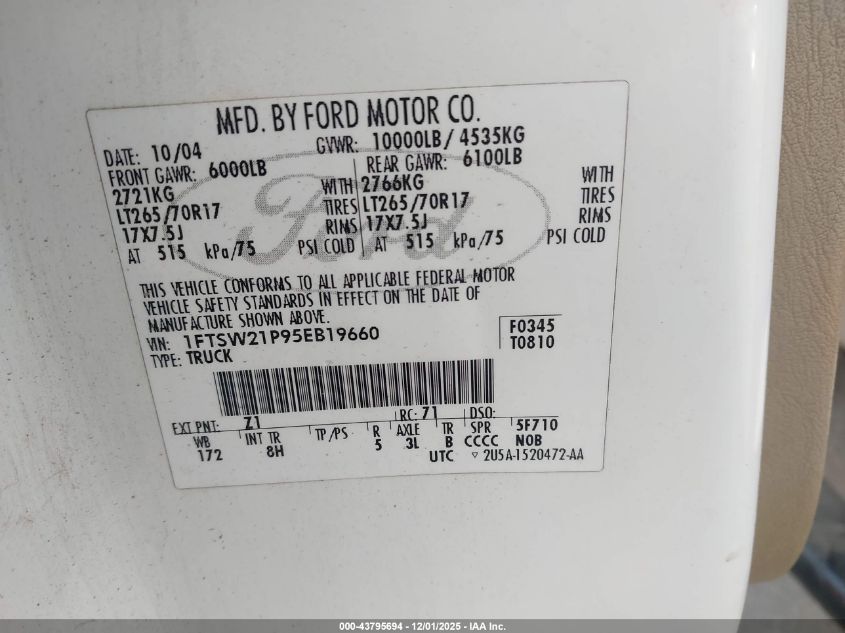 MFD. BY FORD MOTOR CO.
DATE: 10/04 GVWR: 10000LB/ 4535KG
FRONT GAWR: 6000LB REAR GAWR: 6100LB
2721KG WITH 2766KG WITH
LT265/70R17 TIRES LT265/70R17 TIRES
17X7.5J RIMS 17X7.5J RIMS
AT 515 kPa/75 PSI COLD AT 515 kPa/75 PSI COLD
Ford
THIS VEHICLE CONFORMS TO ALL APPLICABLE FEDERAL MOTOR
VEHICLE SAFETY STANDARDS IN EFFECT ON THE DATE OF
MANUFACTURE SHOWN ABOVE.
VIN: 1FTSW21P95EB19660 F0345
TYPE: TRUCK T0810
EXT PNT: Z1 RC: 71 DSO:
WB INT TR TP/PS R AXLE TR SPR 5F710
172 8H 5 3L B CCCC NOB
UTC ▽ 2U5A-1520472-AA
000-43795694 - 12/01/2025 - IAA Inc.